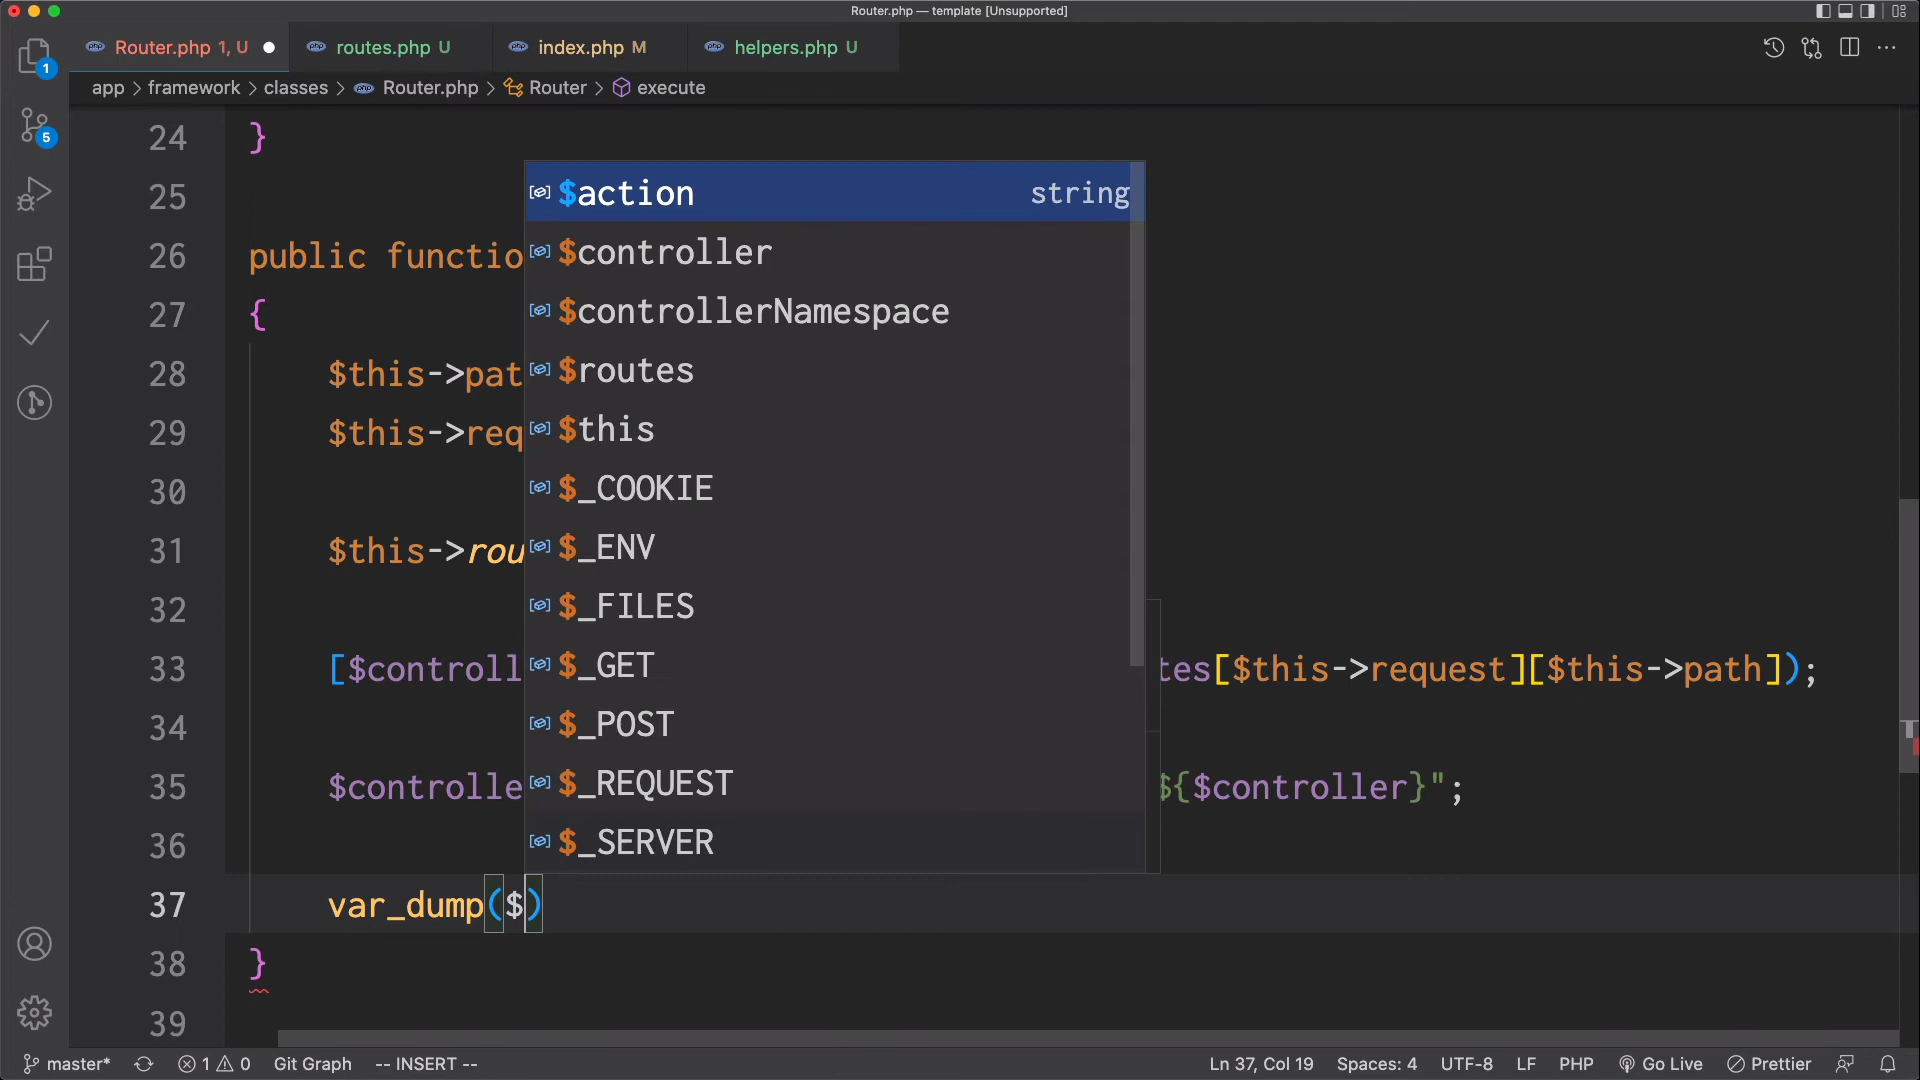 Router.php — template [Unsupported]
Router.php 1, U
routes.php U
index.php M
helpers.php U
1
app > framework > classes > Router.php > Router > execute
5
24 }
25
26 public functio
27 {
28 $this->pat
29 $this->req
30
31 $this->rou
32
33 [$controll tes[$this->request][$this->path]);
34
35 $controlle ${$controller}";
36
37 var_dump($)
38 }
39
$action string
$controller
$controllerNamespace
$routes
$this
$_COOKIE
$_ENV
$_FILES
$_GET
$_POST
$_REQUEST
$_SERVER
master* 1 0 Git Graph -- INSERT -- Ln 37, Col 19 Spaces: 4 UTF-8 LF PHP Go Live Prettier